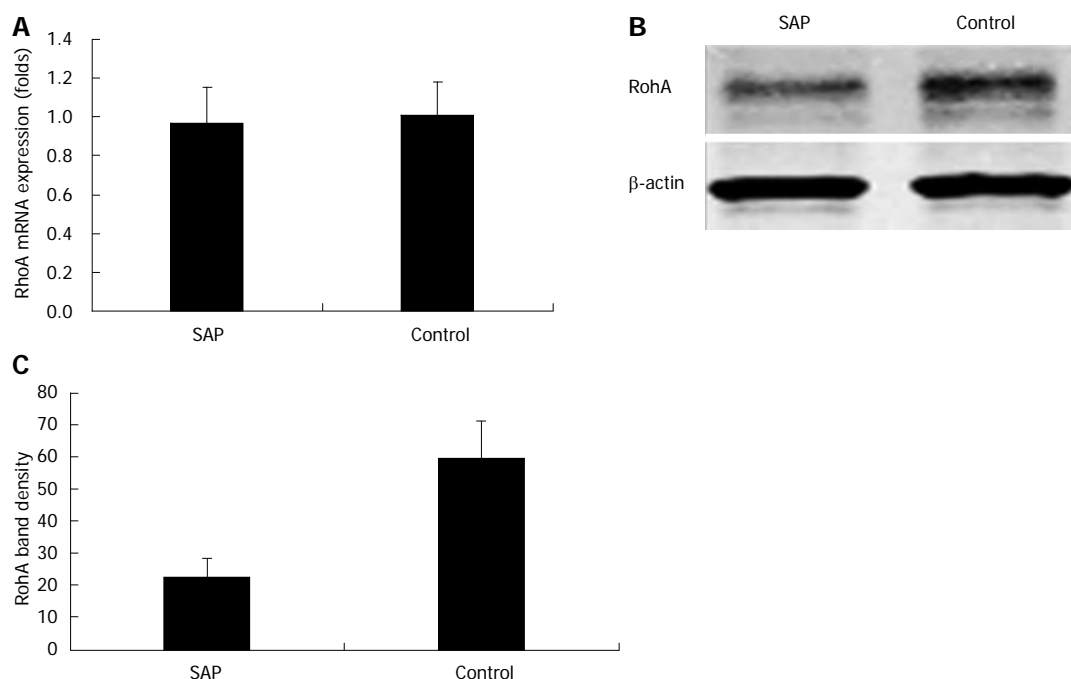 A
RhoA mRNA expression (folds)
1.4
1.2
1.0
0.8
0.6
0.4
0.2
0.0
SAP Control
B
SAP Control
RohA
β-actin
C
RohA band density
80
70
60
50
40
30
20
10
0
SAP Control